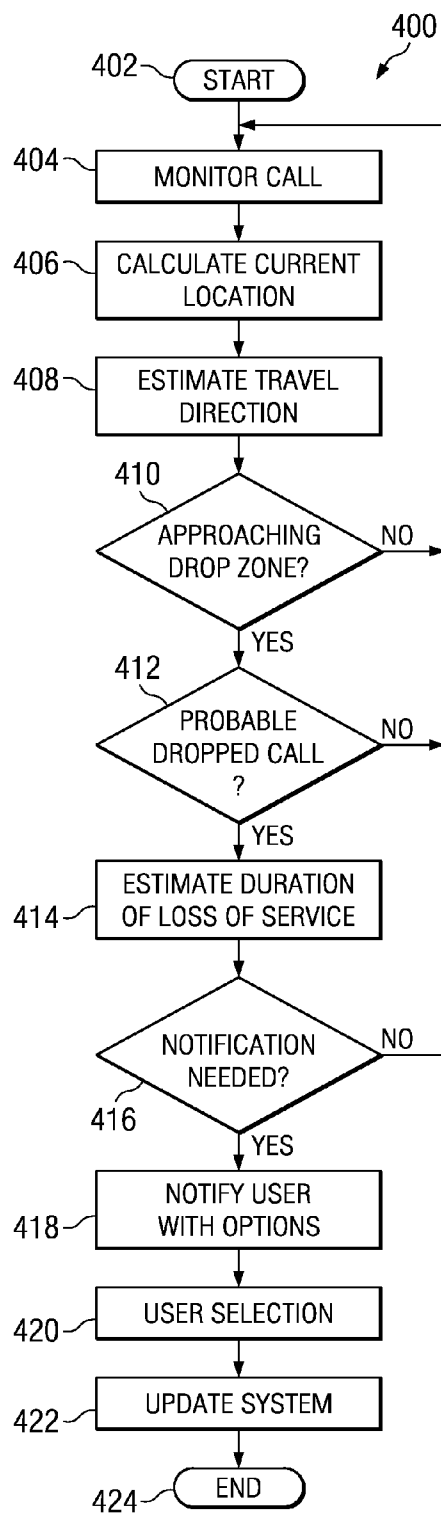 400
402
START
404
MONITOR CALL
406
CALCULATE CURRENT
LOCATION
408
ESTIMATE TRAVEL
DIRECTION
410
APPROACHING
DROP ZONE?
NO
YES
412
PROBABLE
DROPPED CALL
?
NO
YES
414
ESTIMATE DURATION
OF LOSS OF SERVICE
NOTIFICATION
NEEDED?
NO
416
YES
418
NOTIFY USER
WITH OPTIONS
420
USER SELECTION
422
UPDATE SYSTEM
424
END